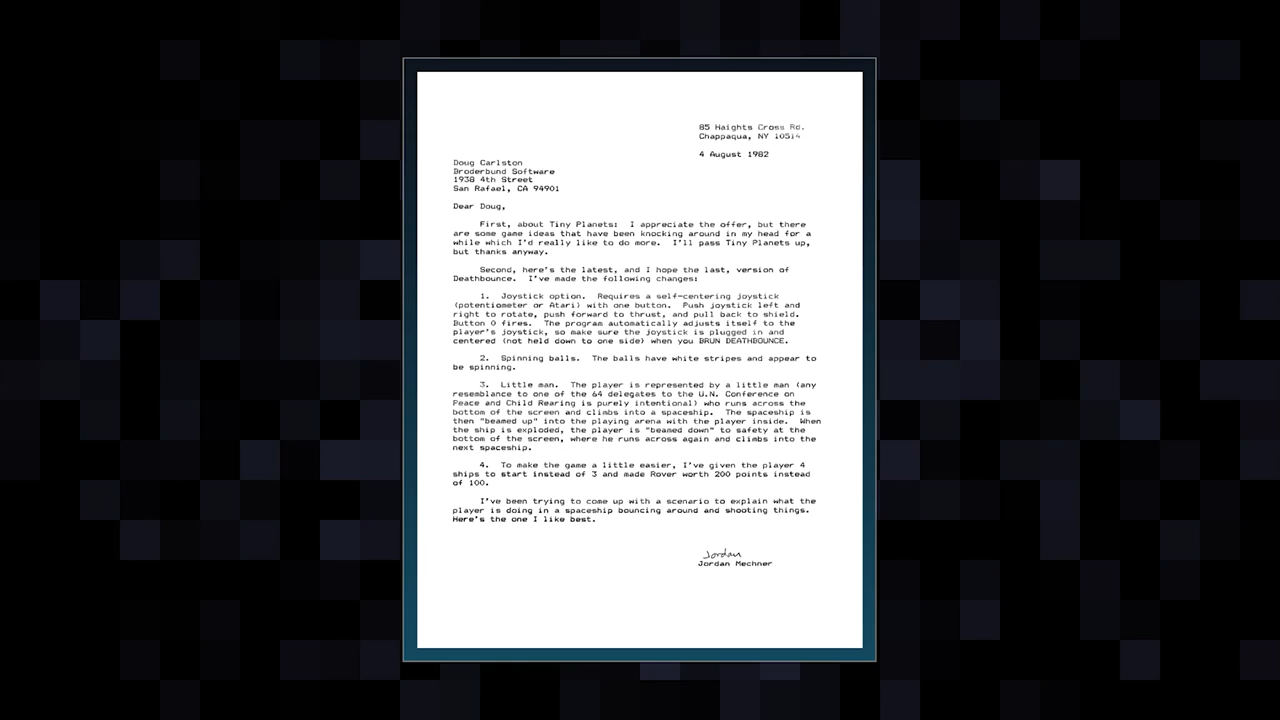 85 Haights Cross Rd.
Chappaqua, NY 10514
4 August 1982
Doug Carlston
Broderbund Software
1938 4th Street
San Rafael, CA 94901
Dear Doug,
First, about Tiny Planets: I appreciate the offer, but there
are some game ideas that have been knocking around in my head for a
while which I'd really like to do more. I'll pass Tiny Planets up,
but thanks anyway.
Second, here's the latest, and I hope the last, version of
Deathbounce. I've made the following changes:
1. Joystick option. Requires a self-centering joystick
(potentiometer or Atari) with one button. Push joystick left and
right to rotate, push forward to thrust, and pull back to shield.
Button 0 fires. The program automatically adjusts itself to the
player's joystick, so make sure the joystick is plugged in and
centered (not held down to one side) when you BRUN DEATHBOUNCE.
2. Spinning balls. The balls have white stripes and appear to
be spinning.
3. Little man. The player is represented by a little man (any
resemblance to one of the 64 delegates to the U.N. Conference on
Peace and Child Rearing is purely intentional) who runs across the
bottom of the screen and climbs into a spaceship. The spaceship is
then "beamed up" into the playing arena with the player inside. When
the ship is exploded, the player is "beamed down" to safety at the
bottom of the screen, where he runs across again and climbs into the
next spaceship.
4. To make the game a little easier, I've given the player 4
ships to start instead of 3 and made Rover worth 200 points instead
of 100.
I've been trying to come up with a scenario to explain what the
player is doing in a spaceship bouncing around and shooting things.
Here's the one I like best.
Jordan
Jordan Mechner